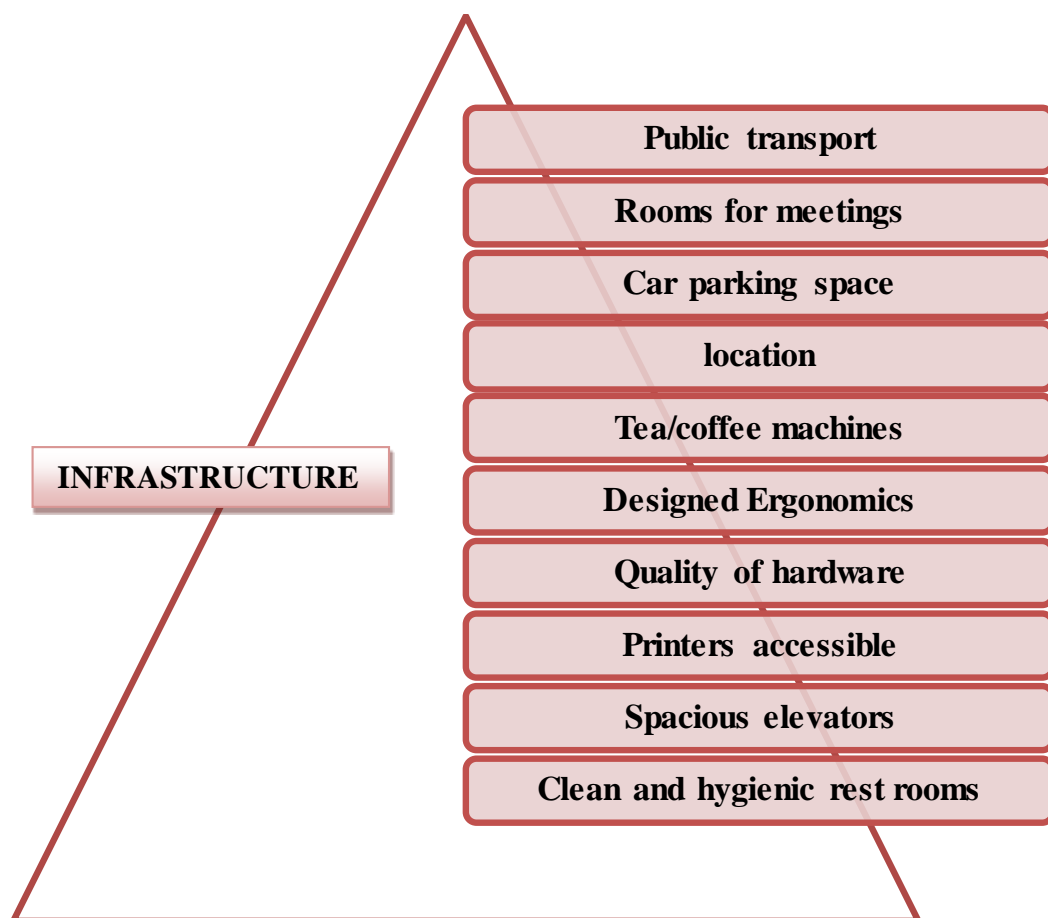 Public transport
Rooms for meetings
Car parking space
location
Tea/coffee machines
INFRASTRUCTURE
Designed Ergonomics
Quality of hardware
Printers accessible
Spacious elevators
Clean and hygienic rest rooms